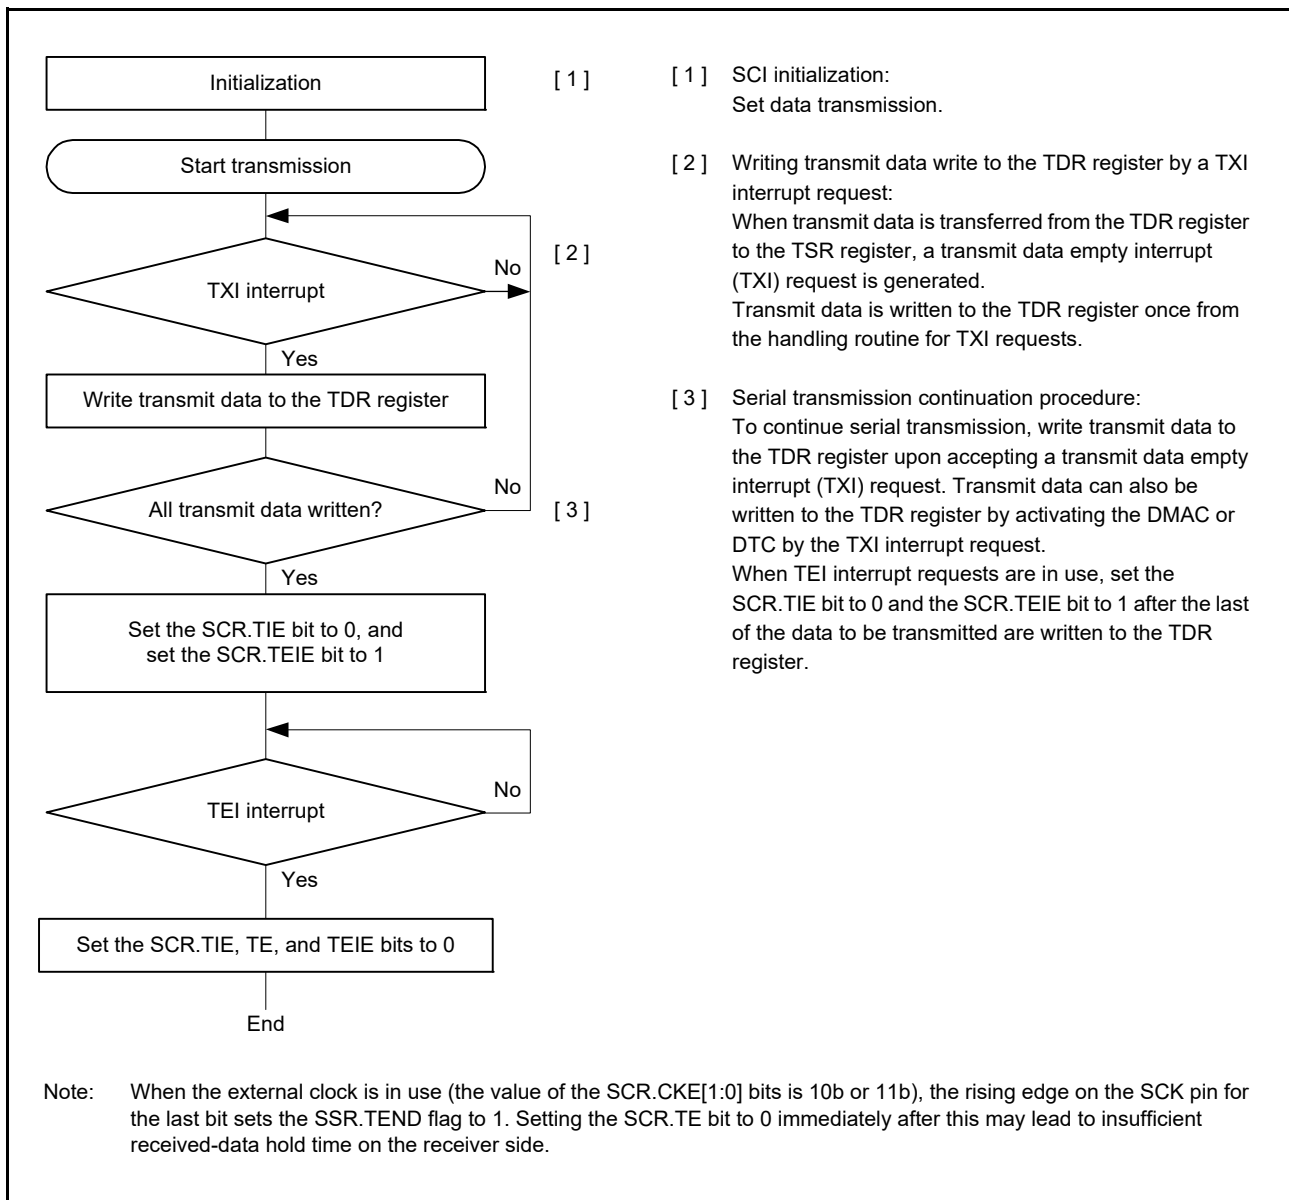 Initialization
[ 1 ]
Start transmission
[ 2 ]
TXI interrupt
No
Yes
Write transmit data to the TDR register
All transmit data written?
No
[ 3 ]
Yes
Set the SCR.TIE bit to 0, and
set the SCR.TEIE bit to 1
TEI interrupt
No
Yes
Set the SCR.TIE, TE, and TEIE bits to 0
End
[ 1 ] SCI initialization:
Set data transmission.
[ 2 ] Writing transmit data write to the TDR register by a TXI
interrupt request:
When transmit data is transferred from the TDR register
to the TSR register, a transmit data empty interrupt
(TXI) request is generated.
Transmit data is written to the TDR register once from
the handling routine for TXI requests.
[ 3 ] Serial transmission continuation procedure:
To continue serial transmission, write transmit data to
the TDR register upon accepting a transmit data empty
interrupt (TXI) request. Transmit data can also be
written to the TDR register by activating the DMAC or
DTC by the TXI interrupt request.
When TEI interrupt requests are in use, set the
SCR.TIE bit to 0 and the SCR.TEIE bit to 1 after the last
of the data to be transmitted are written to the TDR
register.
Note: When the external clock is in use (the value of the SCR.CKE[1:0] bits is 10b or 11b), the rising edge on the SCK pin for
the last bit sets the SSR.TEND flag to 1. Setting the SCR.TE bit to 0 immediately after this may lead to insufficient
received-data hold time on the receiver side.